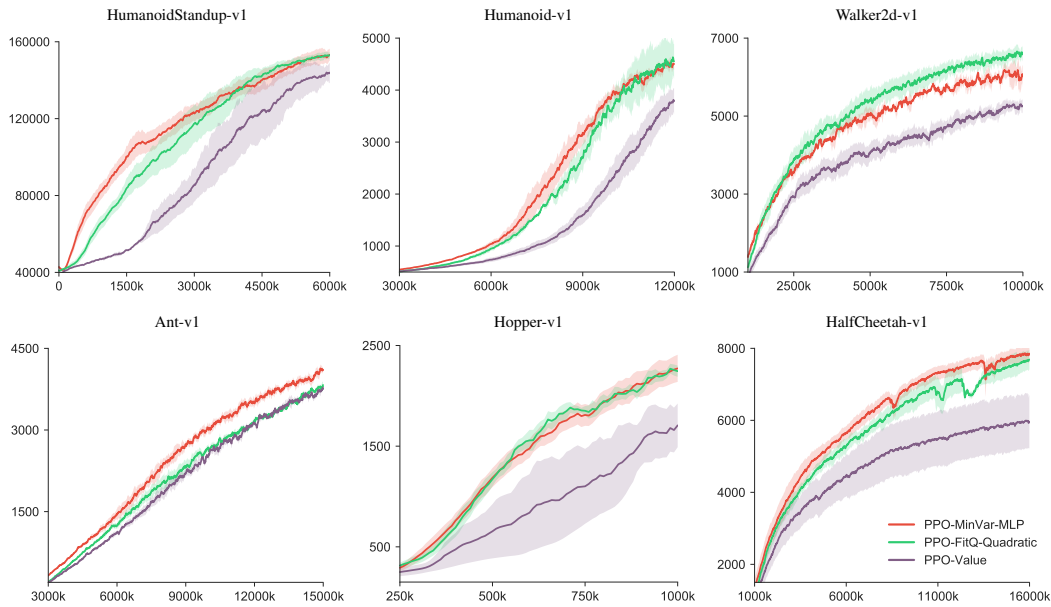 HumanoidStandup-v1
160000
120000
80000
40000
0 1500k 3000k 4500k 6000k
Humanoid-v1
5000
4000
3000
2000
1000
3000k 6000k 9000k 12000k
Walker2d-v1
7000
5000
3000
1000
2500k 5000k 7500k 10000k
Ant-v1
4500
3000
1500
3000k 6000k 9000k 12000k 15000k
Hopper-v1
2500
1500
500
250k 500k 750k 1000k
HalfCheetah-v1
8000
6000
4000
2000
1000k 6000k 11000k 16000k
PPO-MinVar-MLP
PPO-FitQ-Quadratic
PPO-Value